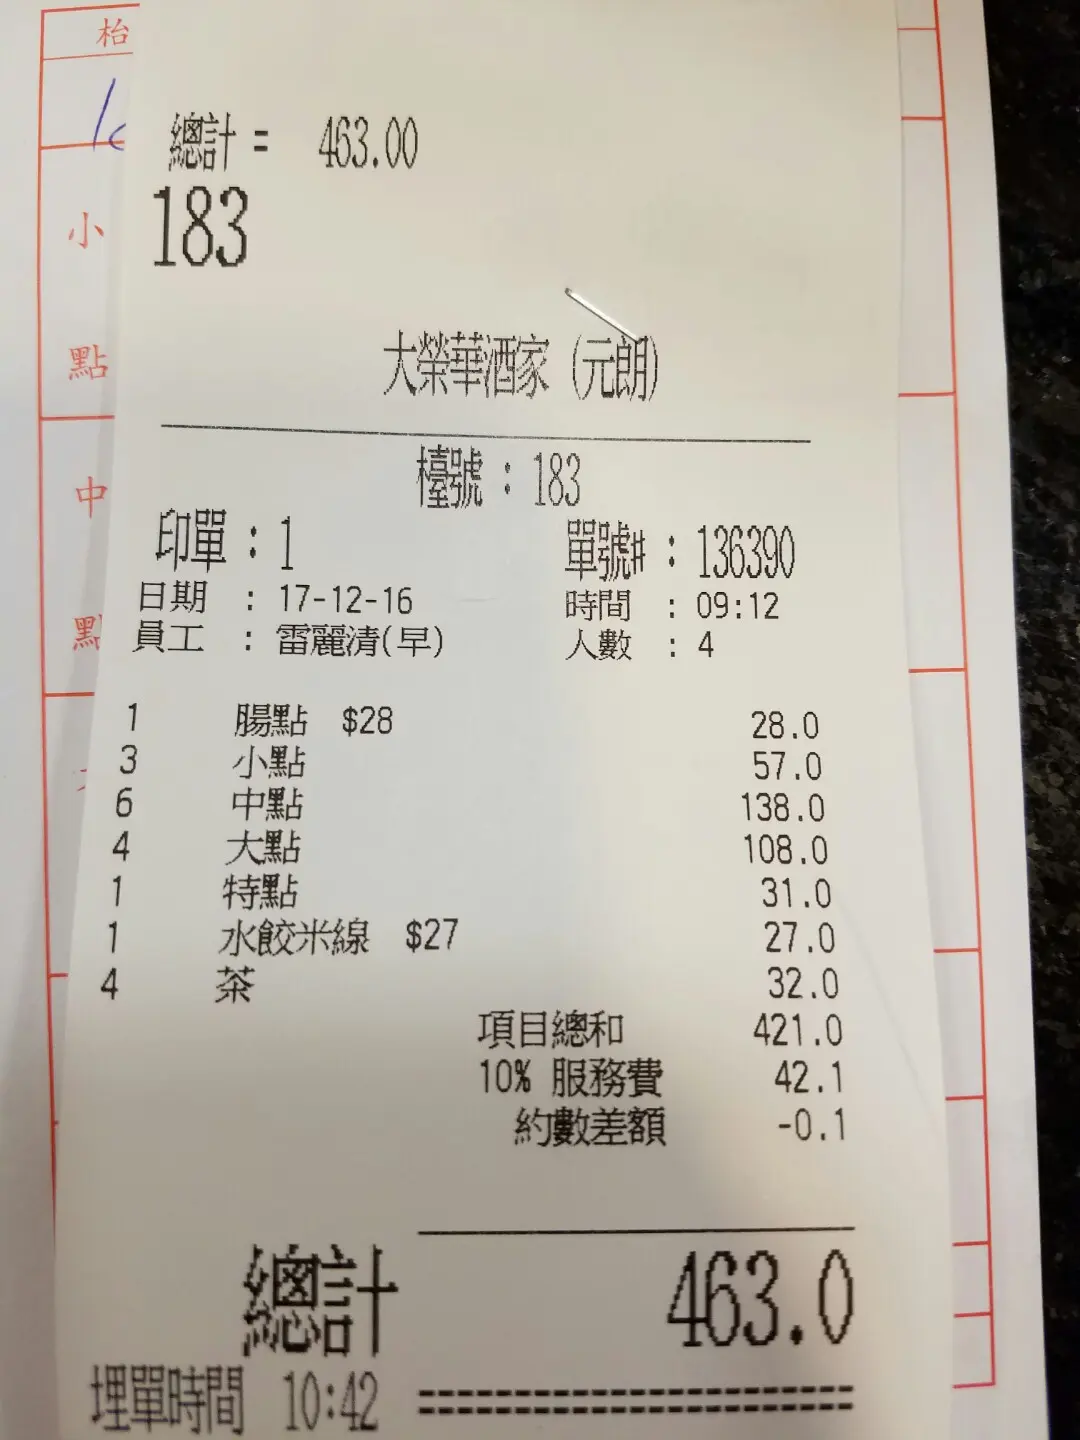 枱
小
點
中
點
總計 = 463.00
183
大榮華酒家 (元朗)
檯號 : 183
印單 : 1 單號# : 136390
日期 : 17-12-16 時間 : 09:12
員工 : 雷麗清(早) 人數 : 4
1 腸點 $28 28.0
3 小點 57.0
6 中點 138.0
4 大點 108.0
1 特點 31.0
1 水餃米線 $27 27.0
4 茶 32.0
項目總和 421.0
10% 服務費 42.1
約數差額 -0.1
總計 463.0
埋單時間 10:42 ======================